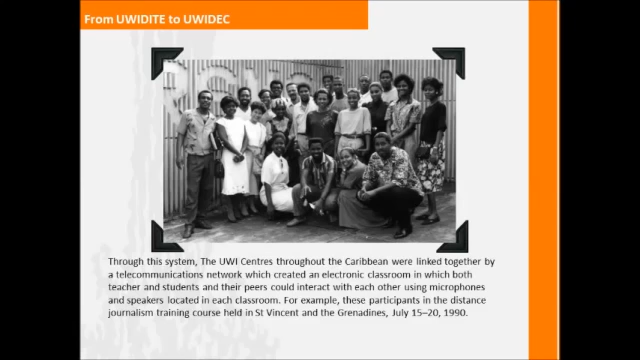 From UWIDITE to UWIDEC
Through this system, The UWI Centres throughout the Caribbean were linked together by
a telecommunications network which created an electronic classroom in which both
teacher and students and their peers could interact with each other using microphones
and speakers located in each classroom. For example, these participants in the distance
journalism training course held in St Vincent and the Grenadines, July 15–20, 1990.